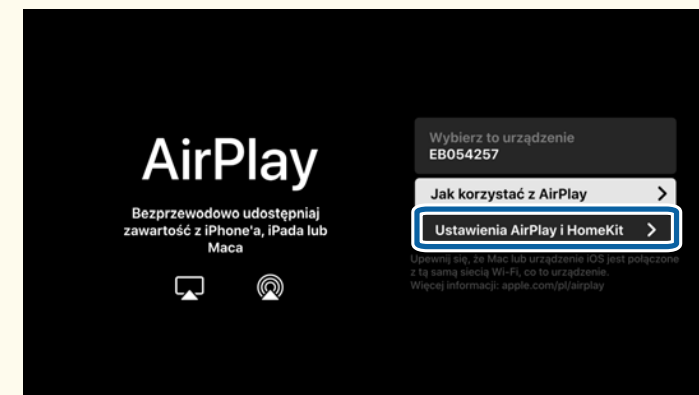 AirPlay
Bezprzewodowo udostępniaj
zawartość z iPhone'a, iPada lub
Maca
Wybierz to urządzenie
EB054257
Jak korzystać z AirPlay
Ustawienia AirPlay i HomeKit
Upewnij się, że Mac lub urządzenie iOS jest połączone
z tą samą siecią Wi-Fi, co to urządzenie.
Więcej informacji: apple.com/pl/airplay